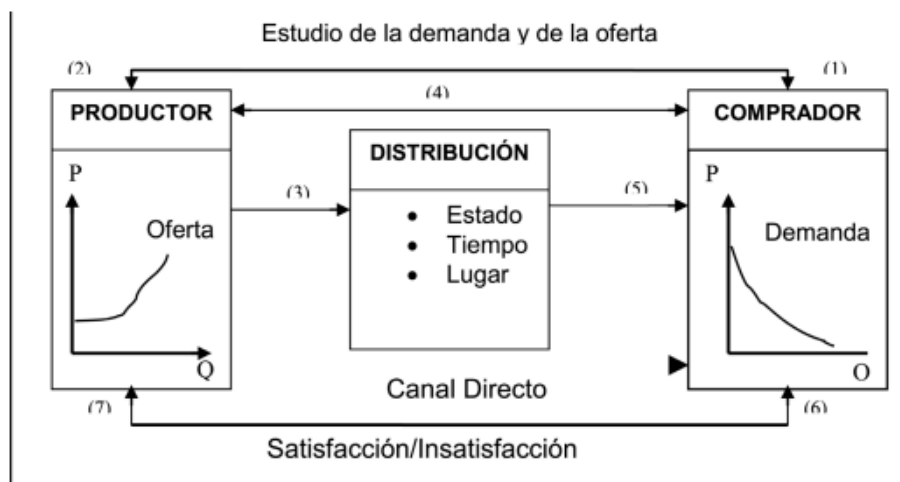 Estudio de la demanda y de la oferta
(2)
(1)
(4)
PRODUCTOR
COMPRADOR
DISTRIBUCIÓN
P
P
(3)
(5)
Oferta
• Estado
• Tiempo
• Lugar
Demanda
Q
O
Canal Directo
(7)
(6)
Satisfacción/Insatisfacción